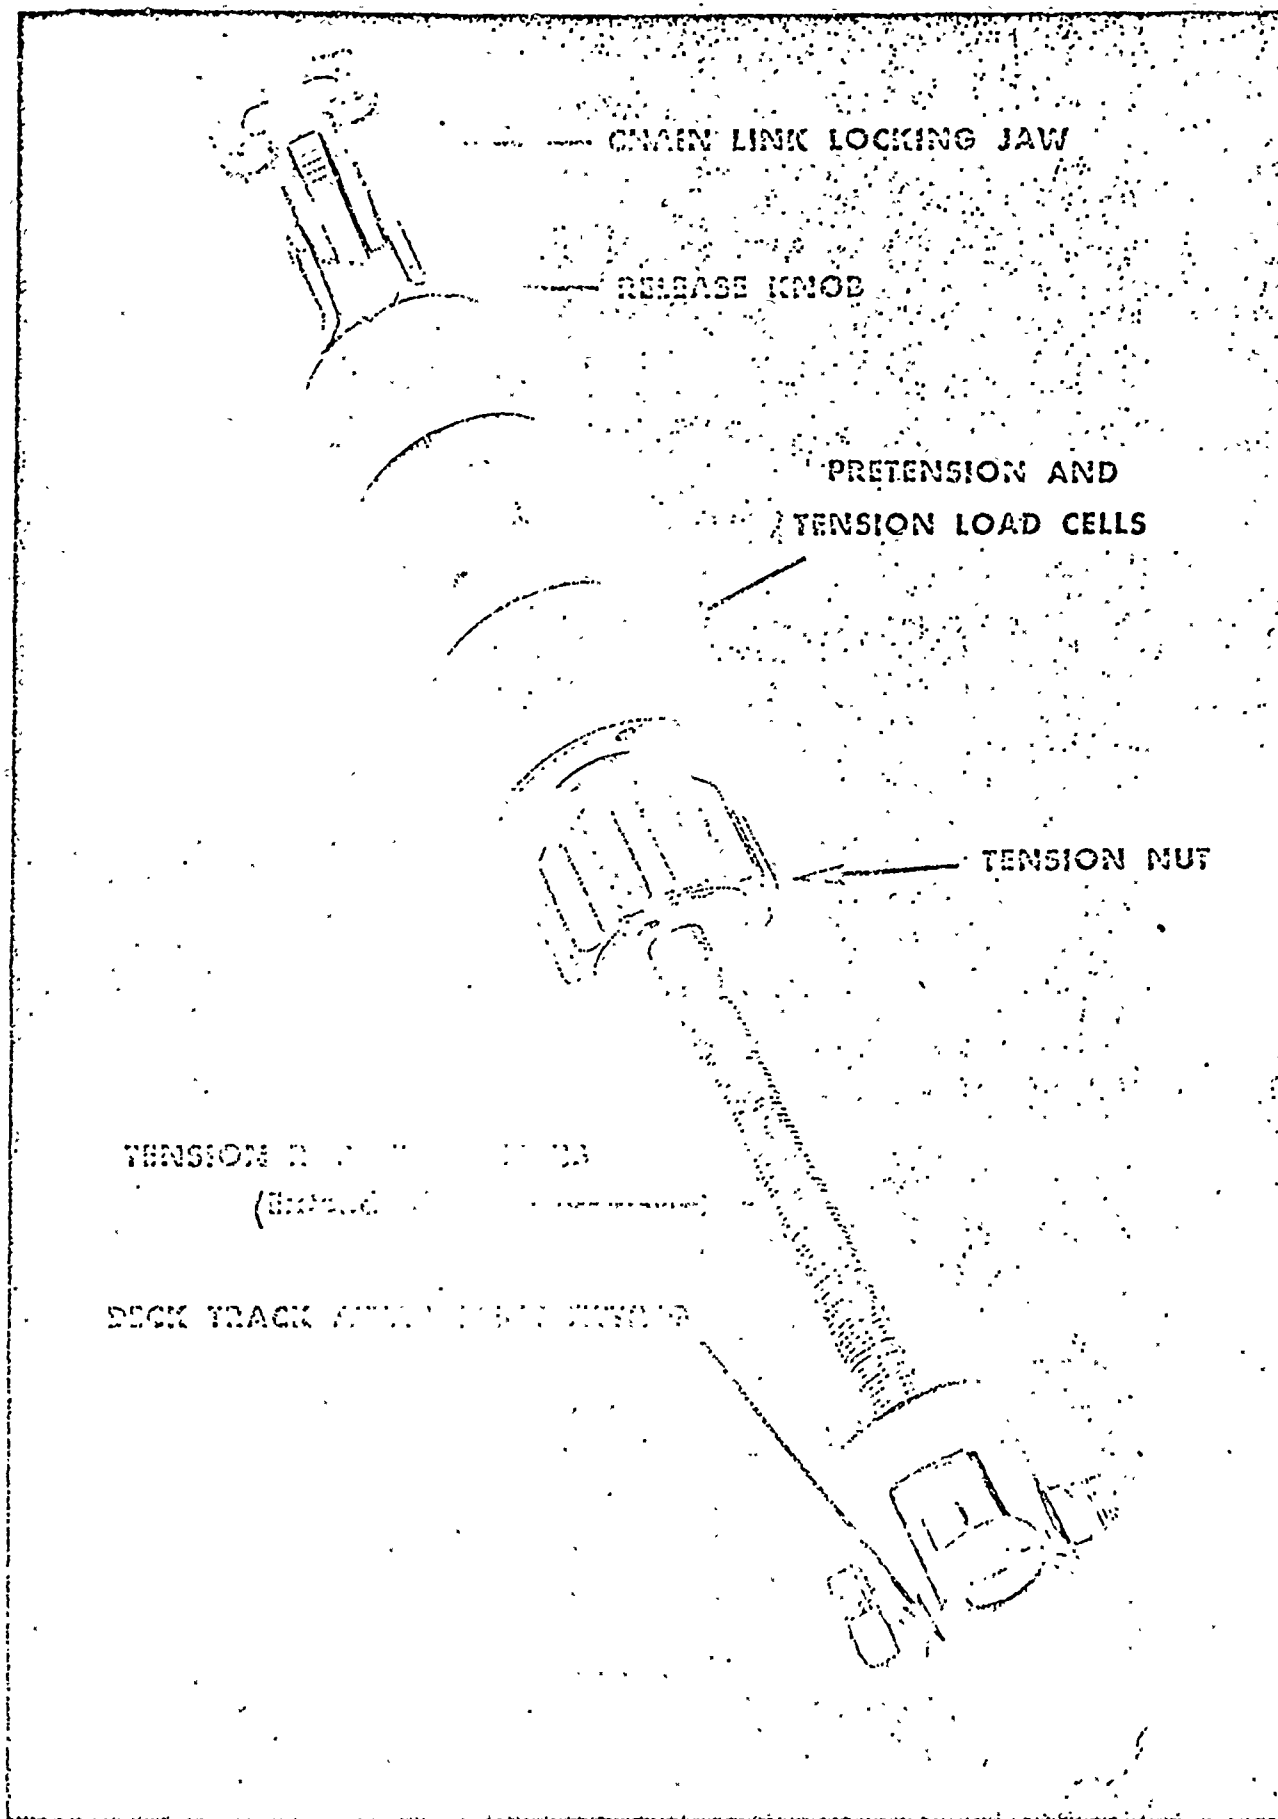 CHAIN LINK LOCKING JAW
RELEASE KNOB
PRETENSION AND
TENSION LOAD CELLS
TENSION NUT
TENSION
DECK TRACK